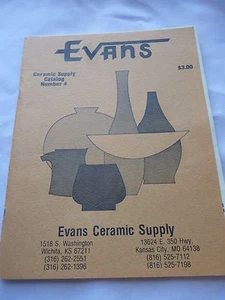 EVANS
Ceramic Supply
Catalog
Number 4
$3.00
Evans Ceramic Supply
1518 S. Washington
Wichita, KS 67211
(316) 262-2551
(316) 262-1396
13624 E. 350 Hwy.
Kansas City, MO 64138
(816) 525-7112
(816) 525-7198